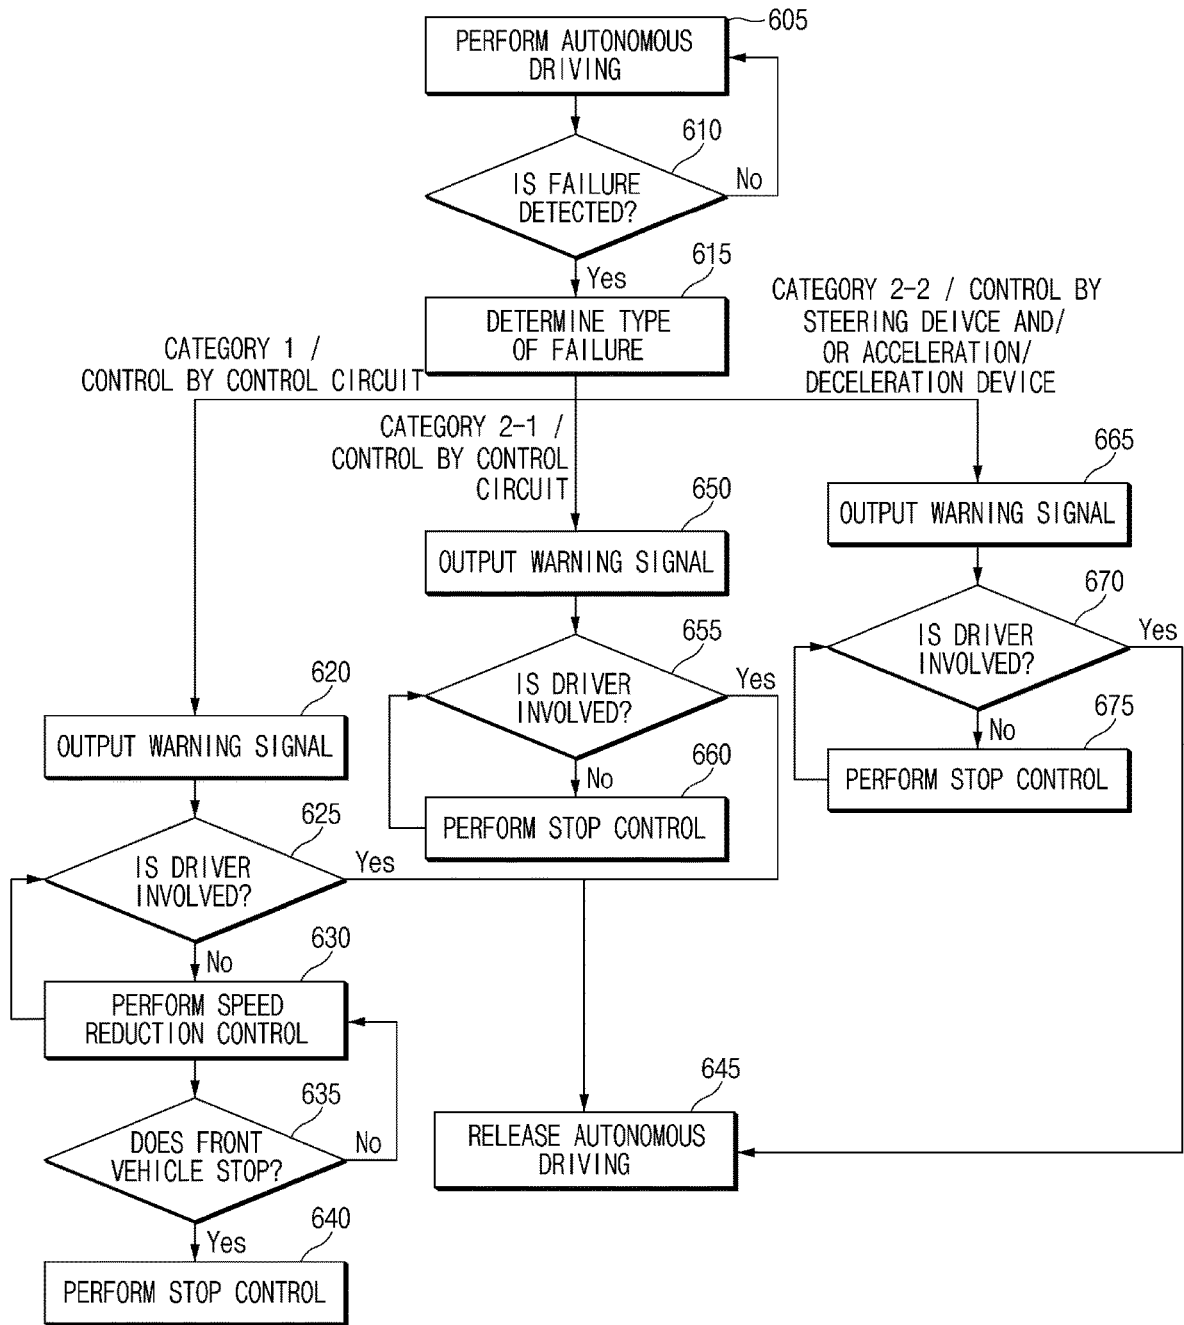 605
PERFORM AUTONOMOUS
DRIVING
610
IS FAILURE
DETECTED?
No
Yes
615
DETERMINE TYPE
OF FAILURE
CATEGORY 1 /
CONTROL BY CONTROL CIRCUIT
CATEGORY 2-1 /
CONTROL BY CONTROL
CIRCUIT
CATEGORY 2-2 / CONTROL BY
STEERING DEIVCE AND/
OR ACCELERATION/
DECELERATION DEVICE
620
OUTPUT WARNING SIGNAL
625
IS DRIVER
INVOLVED?
Yes
No
630
PERFORM SPEED
REDUCTION CONTROL
635
DOES FRONT
VEHICLE STOP?
No
Yes
640
PERFORM STOP CONTROL
650
OUTPUT WARNING SIGNAL
655
IS DRIVER
INVOLVED?
Yes
No
660
PERFORM STOP CONTROL
665
OUTPUT WARNING SIGNAL
670
IS DRIVER
INVOLVED?
Yes
No
675
PERFORM STOP CONTROL
645
RELEASE AUTONOMOUS
DRIVING